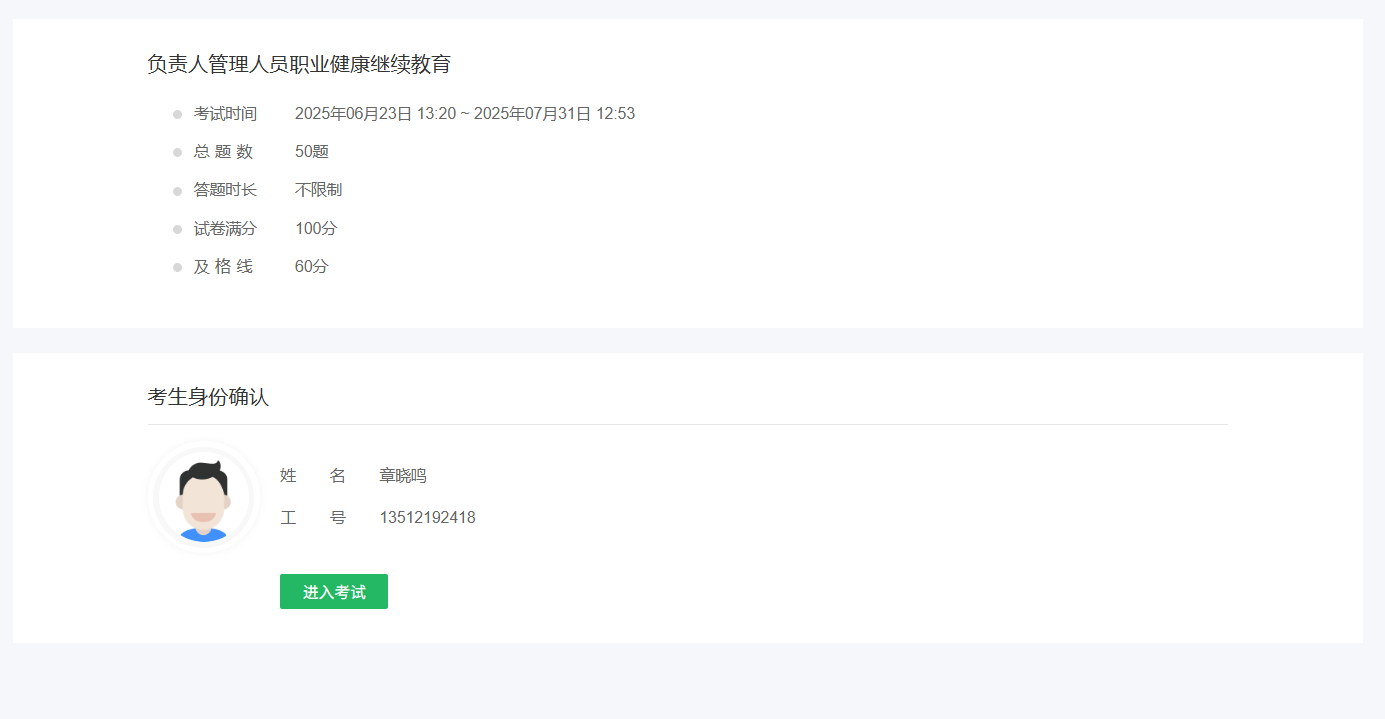 负责人管理人员职业健康继续教育
考试时间 2025年06月23日 13:20 ~ 2025年07月31日 12:53
总 题 数 50题
答题时长 不限制
试卷满分 100分
及 格 线 60分
考生身份确认
姓 名 章晓鸣
工 号 13512192418
进入考试